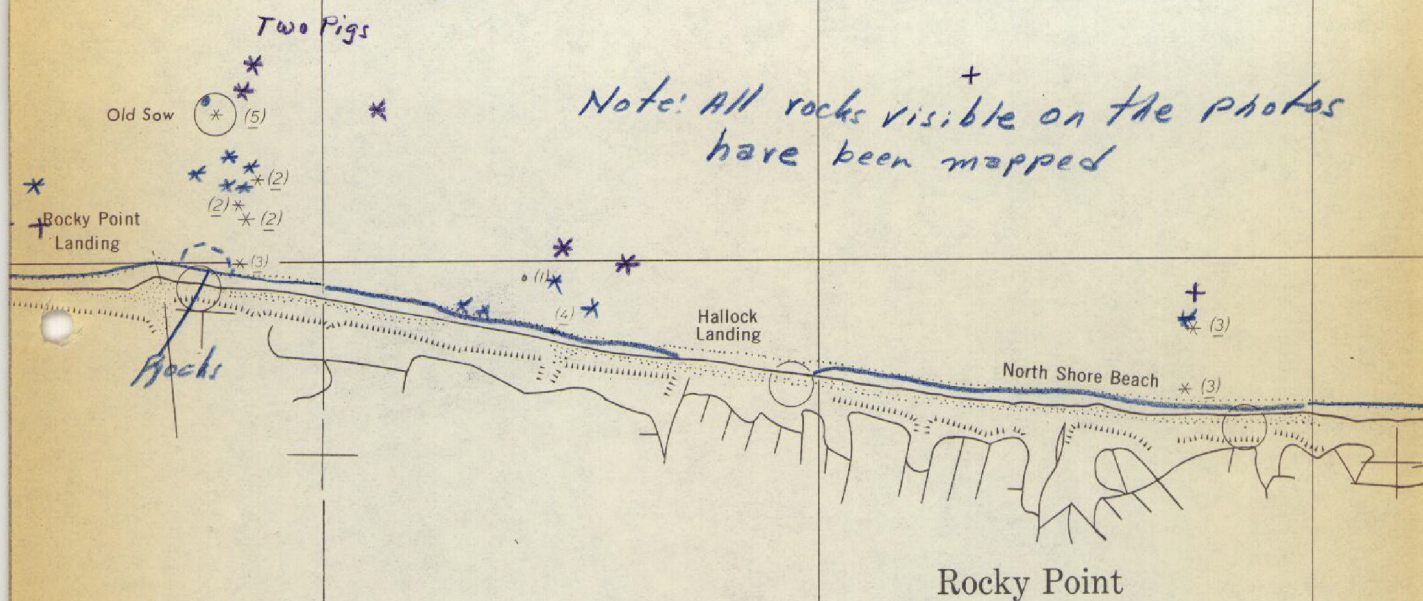 Two Pigs
Old Sow
(5)
Note: All rocks visible on the photos
have been mapped
(2)
(2)
(2)
Rocky Point
Landing
(3)
(1)
(4)
Hallock
Landing
(3)
North Shore Beach
(3)
Rocks
Rocky Point